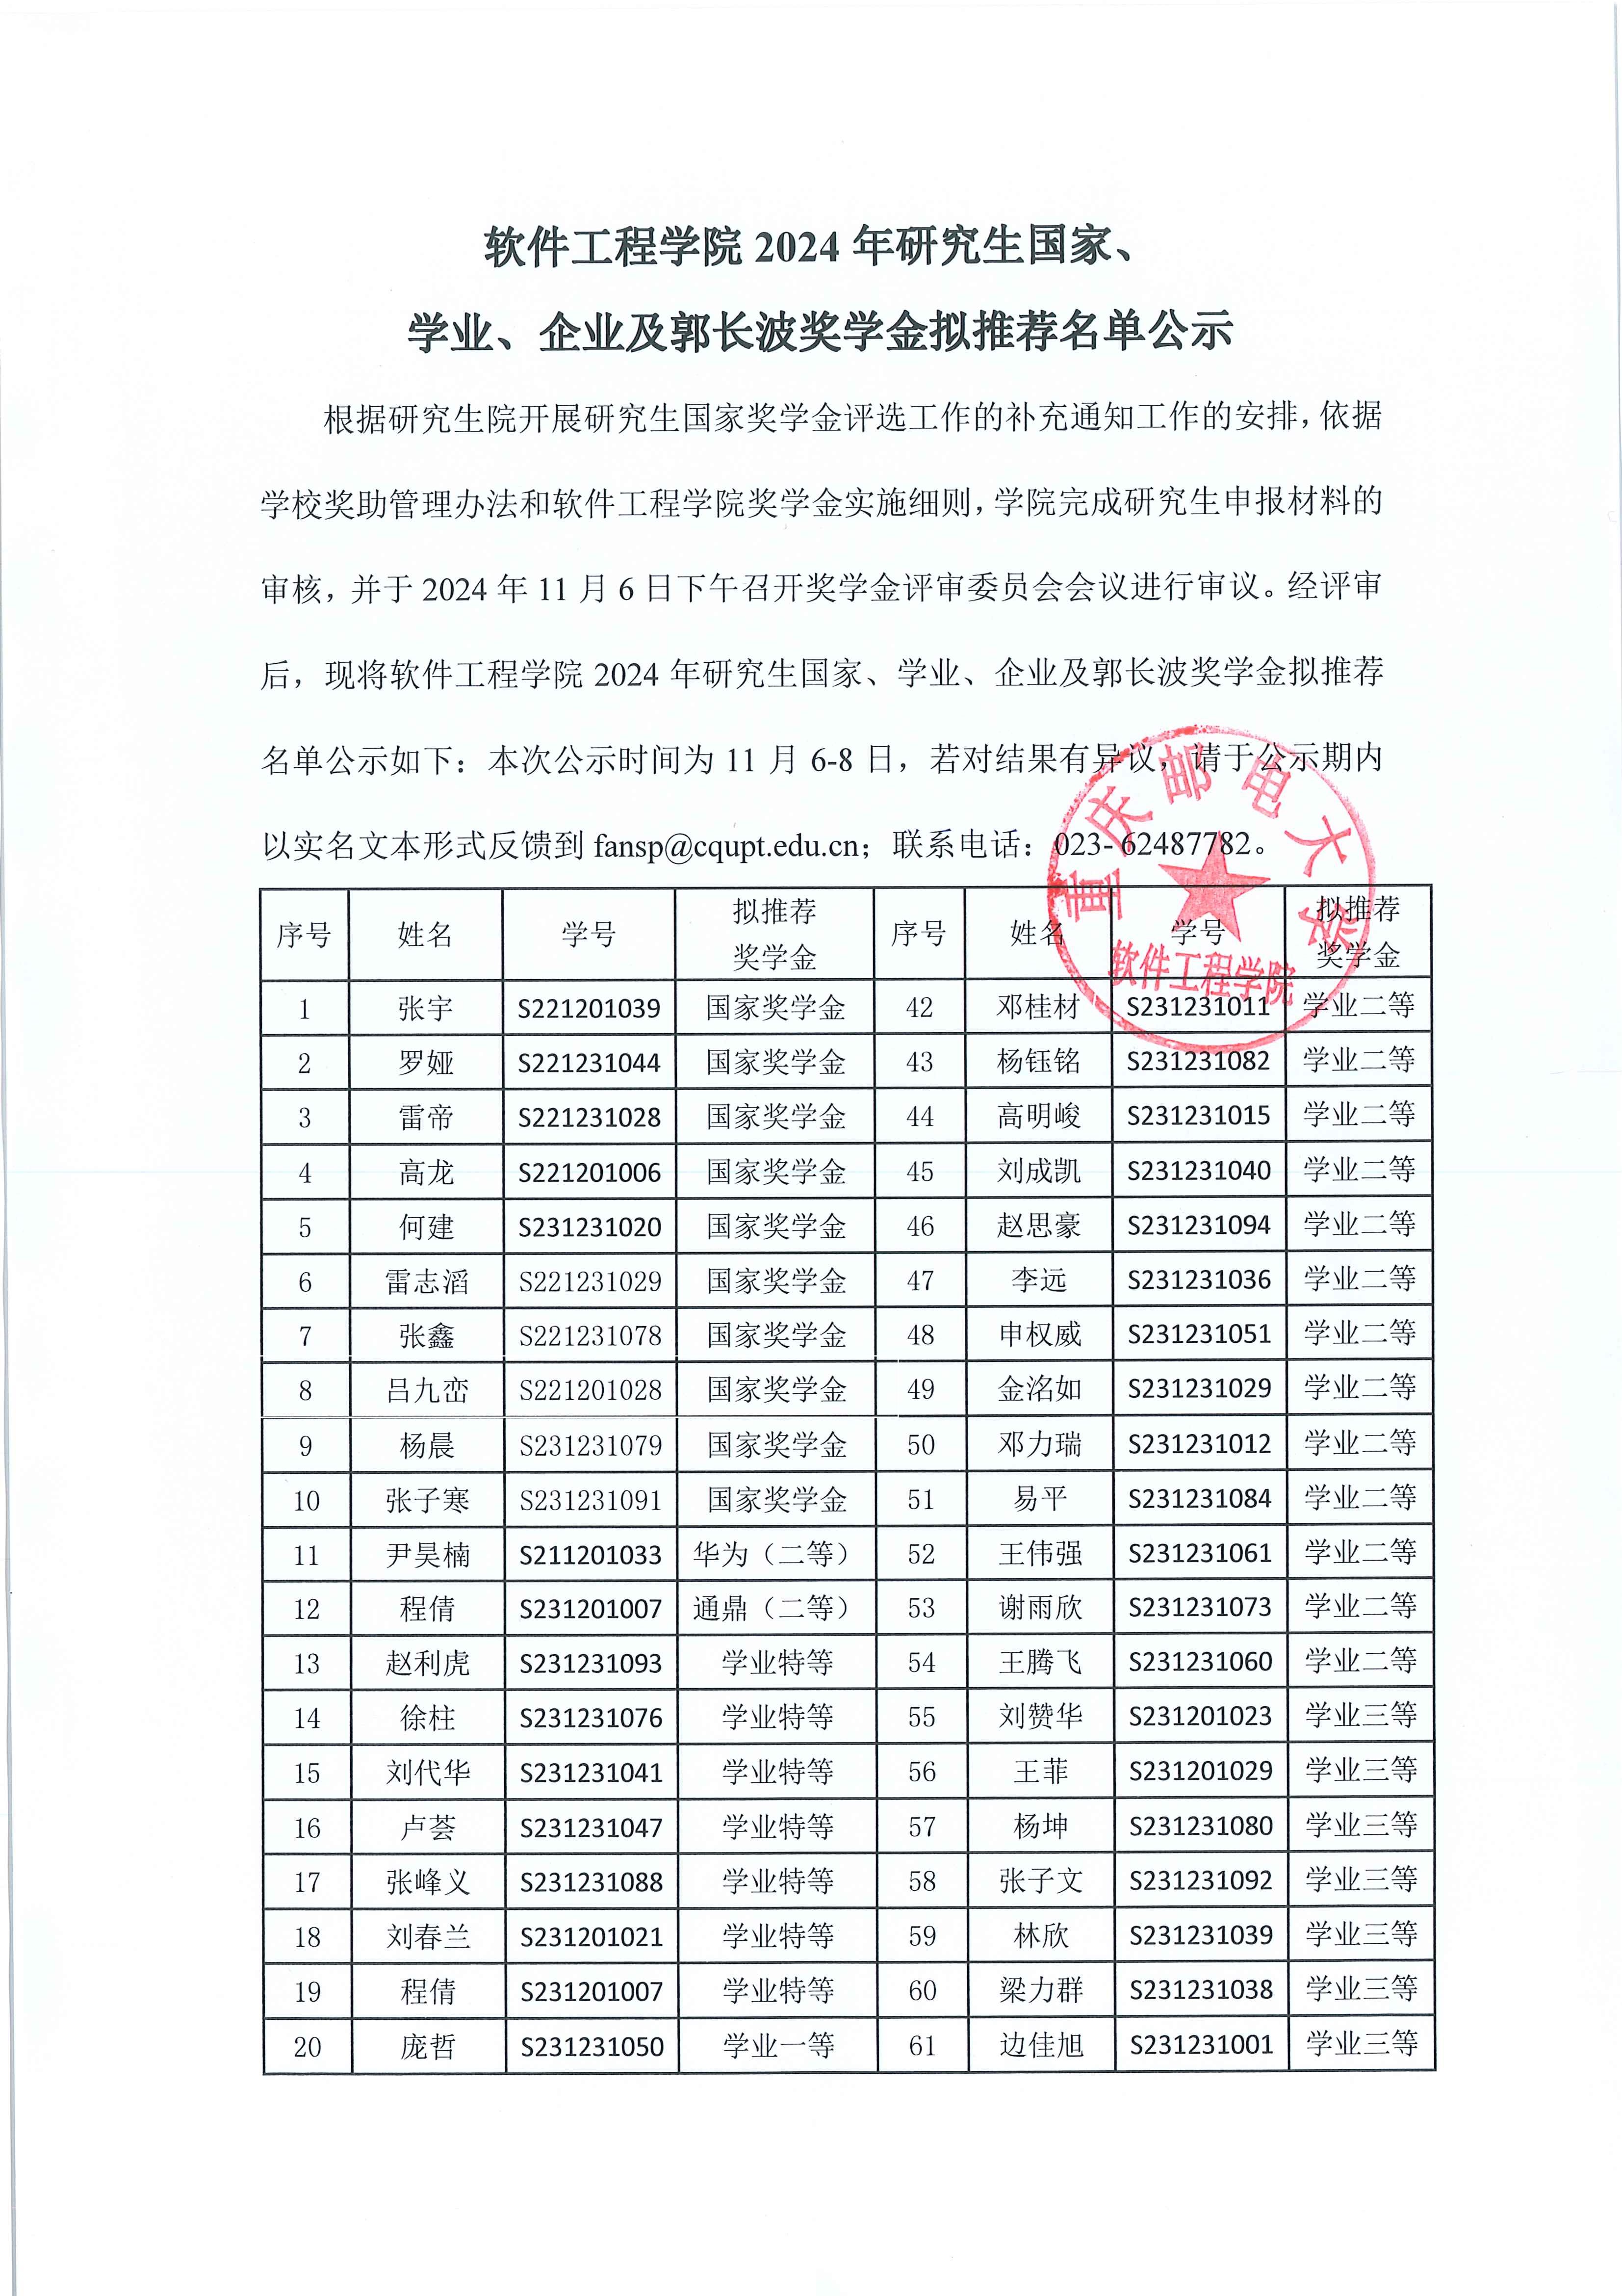 软件工程学院 2024 年研究生国家、
学业、企业及郭长波奖学金拟推荐名单公示
根据研究生院开展研究生国家奖学金评选工作的补充通知工作的安排，依据
学校奖助管理办法和软件工程学院奖学金实施细则，学院完成研究生申报材料的
审核，并于 2024 年 11 月 6 日下午召开奖学金评审委员会会议进行审议。经评审
后，现将软件工程学院 2024 年研究生国家、学业、企业及郭长波奖学金拟推荐
名单公示如下：本次公示时间为 11 月 6-8 日，若对结果有异议，请于公示期内
以实名文本形式反馈到 fansp@cqupt.edu.cn；联系电话：023- 62487782。
重庆邮电大学
软件工程学院
序号 姓名 学号 拟推荐奖学金 序号 姓名 学号 拟推荐奖学金
1 张宇 S221201039 国家奖学金 42 邓桂材 S231231011 学业二等
2 罗娅 S221231044 国家奖学金 43 杨钰铭 S231231082 学业二等
3 雷帝 S221231028 国家奖学金 44 高明峻 S231231015 学业二等
4 高龙 S221201006 国家奖学金 45 刘成凯 S231231040 学业二等
5 何建 S231231020 国家奖学金 46 赵思豪 S231231094 学业二等
6 雷志滔 S221231029 国家奖学金 47 李远 S231231036 学业二等
7 张鑫 S221231078 国家奖学金 48 申权威 S231231051 学业二等
8 吕九峦 S221201028 国家奖学金 49 金洺如 S231231029 学业二等
9 杨晨 S231231079 国家奖学金 50 邓力瑞 S231231012 学业二等
10 张子寒 S231231091 国家奖学金 51 易平 S231231084 学业二等
11 尹昊楠 S211201033 华为（二等） 52 王伟强 S231231061 学业二等
12 程倩 S231201007 通鼎（二等） 53 谢雨欣 S231231073 学业二等
13 赵利虎 S231231093 学业特等 54 王腾飞 S231231060 学业二等
14 徐柱 S231231076 学业特等 55 刘赞华 S231201023 学业三等
15 刘代华 S231231041 学业特等 56 王菲 S231201029 学业三等
16 卢荟 S231231047 学业特等 57 杨坤 S231231080 学业三等
17 张峰义 S231231088 学业特等 58 张子文 S231231092 学业三等
18 刘春兰 S231201021 学业特等 59 林欣 S231231039 学业三等
19 程倩 S231201007 学业特等 60 梁力群 S231231038 学业三等
20 庞哲 S231231050 学业一等 61 边佳旭 S231231001 学业三等